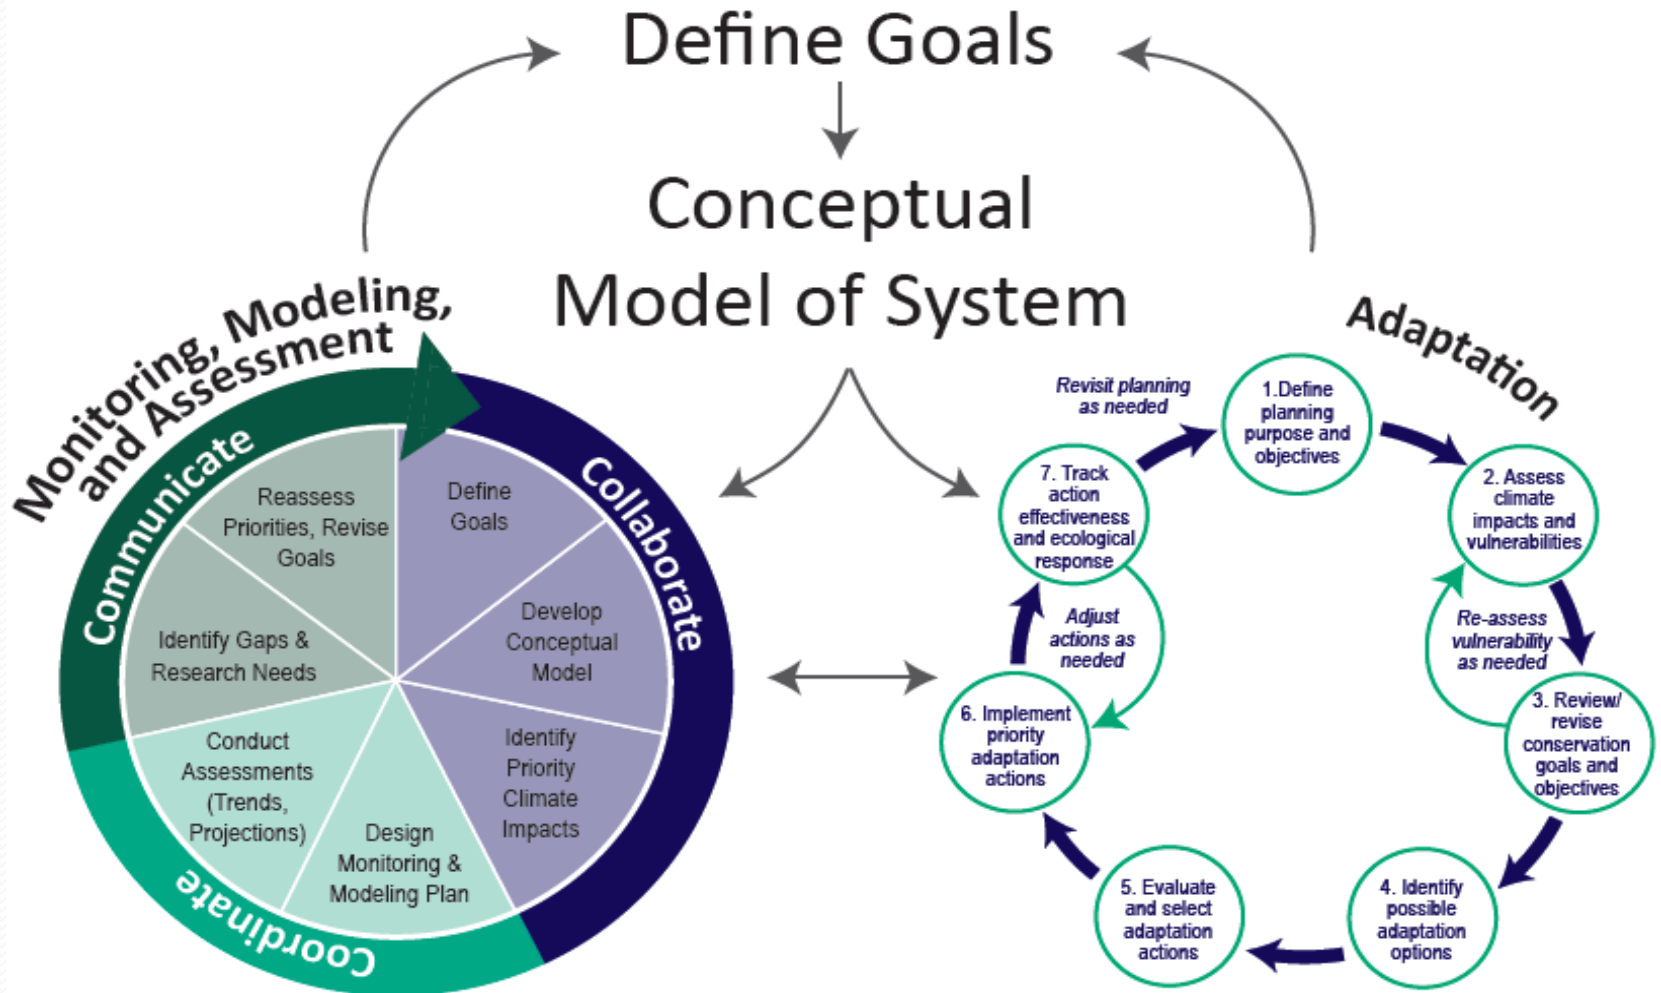 Define Goals
Conceptual
Model of System
Monitoring, Modeling,
and Assessment
Communicate
Collaborate
Coordinate
Define
Goals
Develop
Conceptual
Model
Identify
Priority
Climate
Impacts
Design
Monitoring &
Modeling Plan
Conduct
Assessments
(Trends,
Projections)
Identify Gaps &
Research Needs
Reassess
Priorities, Revise
Goals
Adaptation
1.Define
planning
purpose and
objectives
2. Assess
climate
impacts and
vulnerabilities
Re-assess
vulnerability
as needed
3. Review/
revise
conservation
goals and
objectives
4. Identify
possible
adaptation
options
5. Evaluate
and select
adaptation
actions
6. Implement
priority
adaptation
actions
Adjust
actions as
needed
7. Track
action
effectiveness
and ecological
response
Revisit planning
as needed